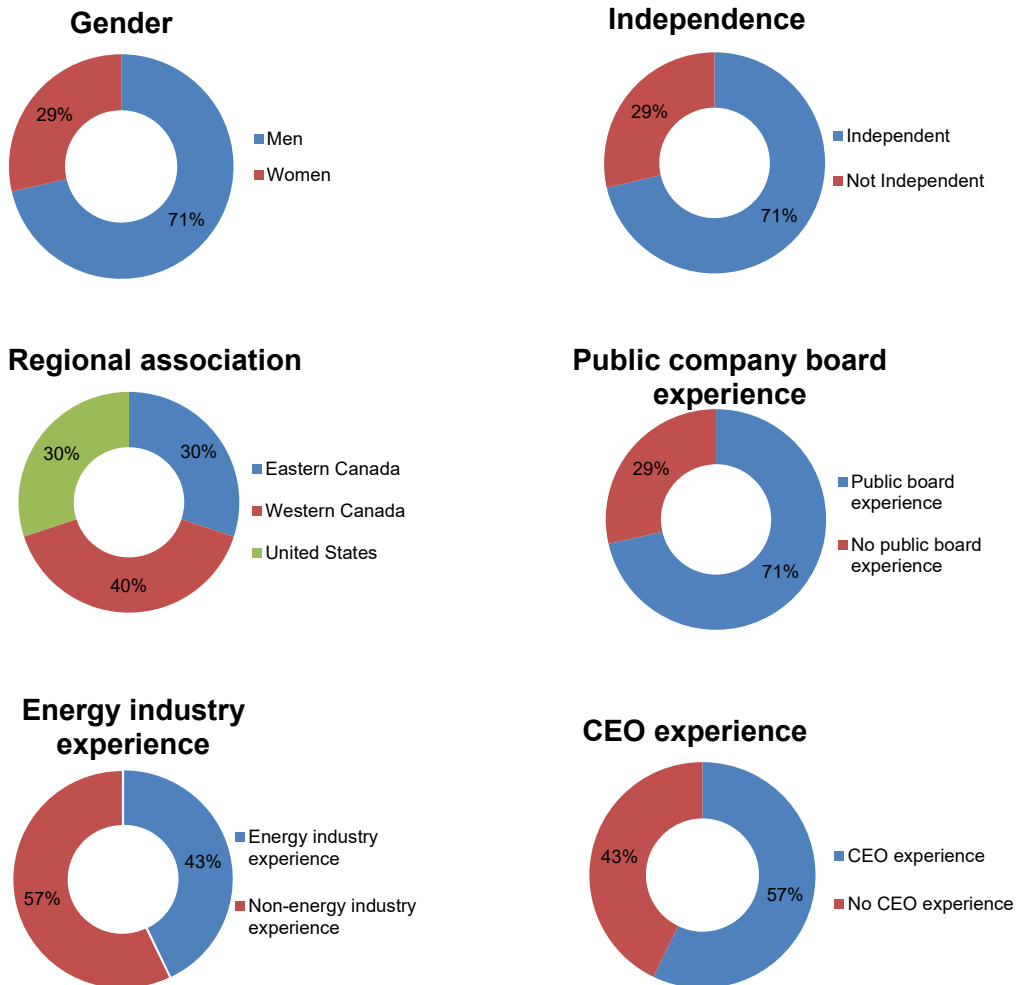 Gender
29%
71%
Men
Women
Independence
29%
71%
Independent
Not Independent
Regional association
30%
30%
40%
Eastern Canada
Western Canada
United States
Public company board
experience
29%
71%
Public board
experience
No public board
experience
Energy industry
experience
43%
57%
Energy industry
experience
Non-energy industry
experience
CEO experience
43%
57%
CEO experience
No CEO experience